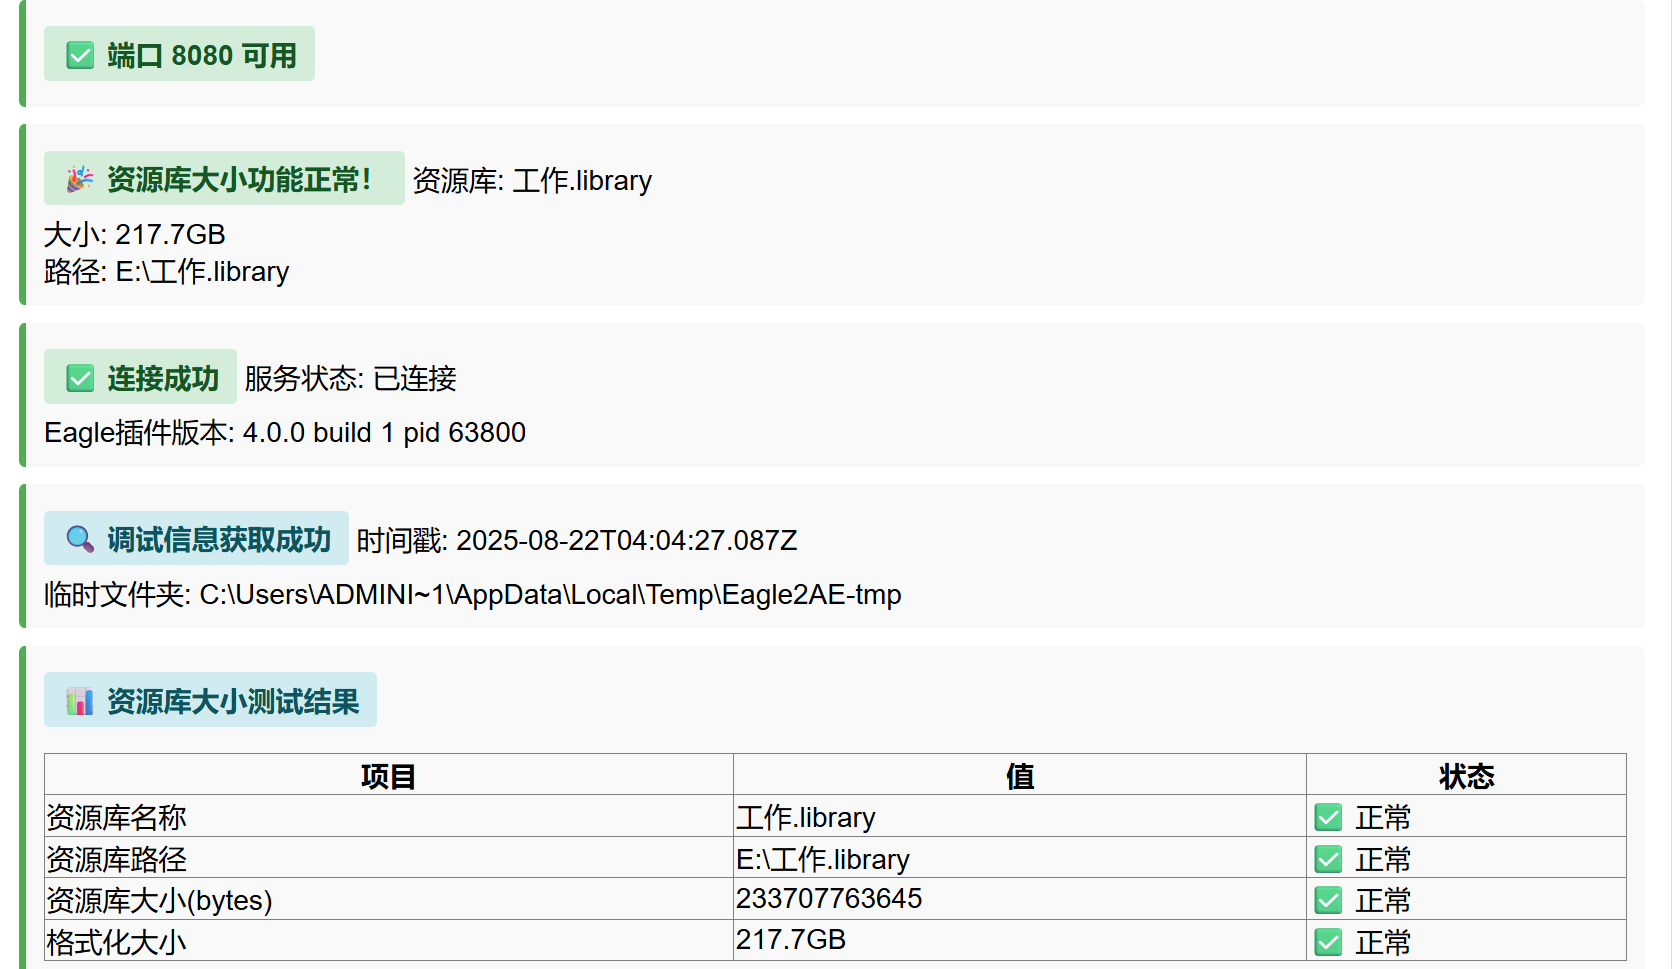 ✅ 端口 8080 可用
🎉 资源库大小功能正常！ 资源库: 工作.library
大小: 217.7GB
路径: E:\工作.library
✅ 连接成功 服务状态: 已连接
Eagle插件版本: 4.0.0 build 1 pid 63800
🔍 调试信息获取成功 时间戳: 2025-08-22T04:04:27.087Z
临时文件夹: C:\Users\ADMINI~1\AppData\Local\Temp\Eagle2AE-tmp
📊 资源库大小测试结果
项目 值 状态
资源库名称 工作.library ✅ 正常
资源库路径 E:\工作.library ✅ 正常
资源库大小(bytes) 233707763645 ✅ 正常
格式化大小 217.7GB ✅ 正常